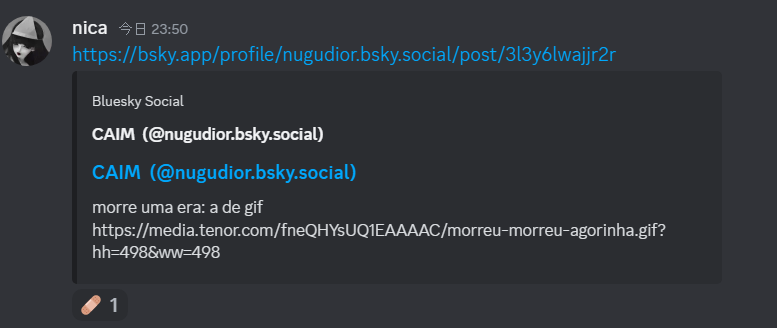 nica 今日 23:50
https://bsky.app/profile/nugudior.bsky.social/post/3l3y6lwajjr2r
Bluesky Social
CAIM (@nugudior.bsky.social)
CAIM (@nugudior.bsky.social)
morre uma era: a de gif
https://media.tenor.com/fneQHYsUQ1EAAAAC/morreu-morreu-agorinha.gif?
hh=498&ww=498
1